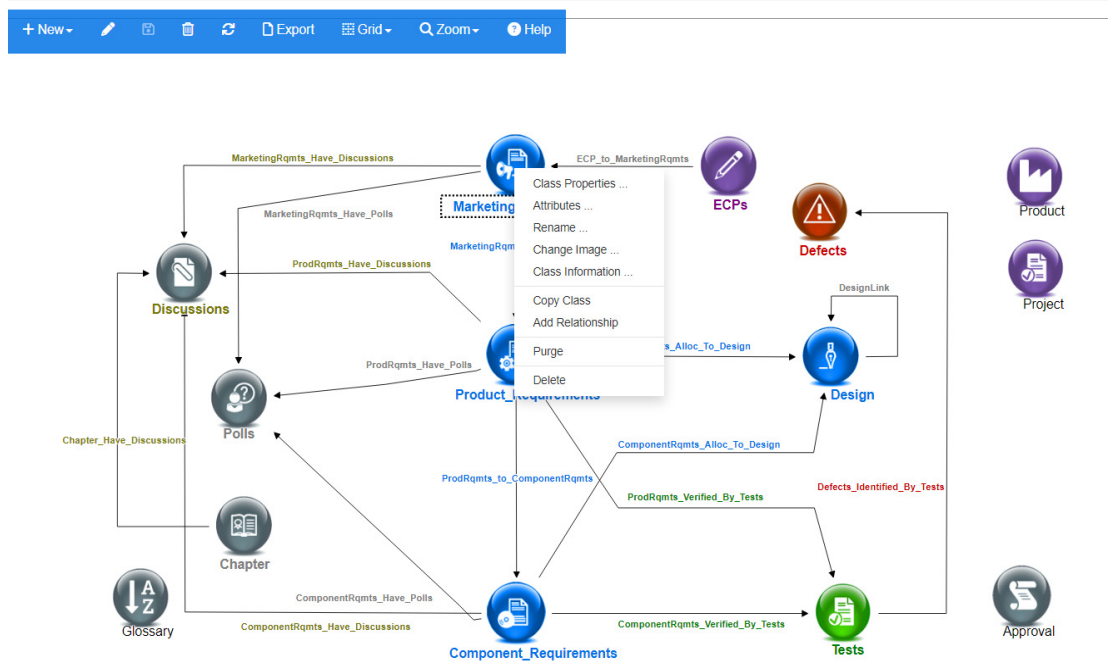 New
Export
Grid
Zoom
Help
MarketingRqmts_Have_Discussions
ECP_to_MarketingRqmts
Class Properties ...
Attributes ...
Rename ...
Change Image ...
Class Information ...
Copy Class
Add Relationship
Purge
Delete
Marketing
ECPs
Product
MarketingRqmts_Have_Polls
MarketingRqm
Defects
ProdRqmts_Have_Discussions
DesignLink
Project
Discussions
s_Alloc_To_Design
ProdRqmts_Have_Polls
Product_Requirements
Design
Polls
Chapter_Have_Discussions
ComponentRqmts_Alloc_To_Design
ProdRqmts_to_ComponentRqmts
Defects_Identified_By_Tests
ProdRqmts_Verified_By_Tests
Chapter
A
Z
Glossary
ComponentRqmts_Have_Polls
ComponentRqmts_Have_Discussions
ComponentRqmts_Verified_By_Tests
Approval
Component_Requirements
Tests